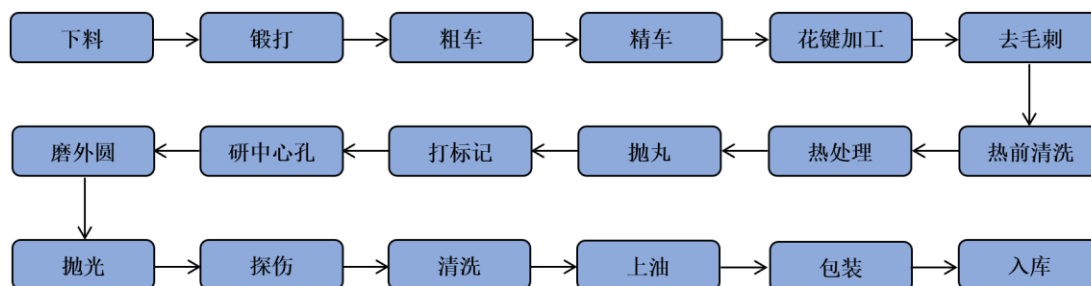 下料 锻打 粗车 精车 花键加工 去毛刺
磨外圆 研中心孔 打标记 抛丸 热处理 热前清洗
抛光 探伤 清洗 上油 包装 入库